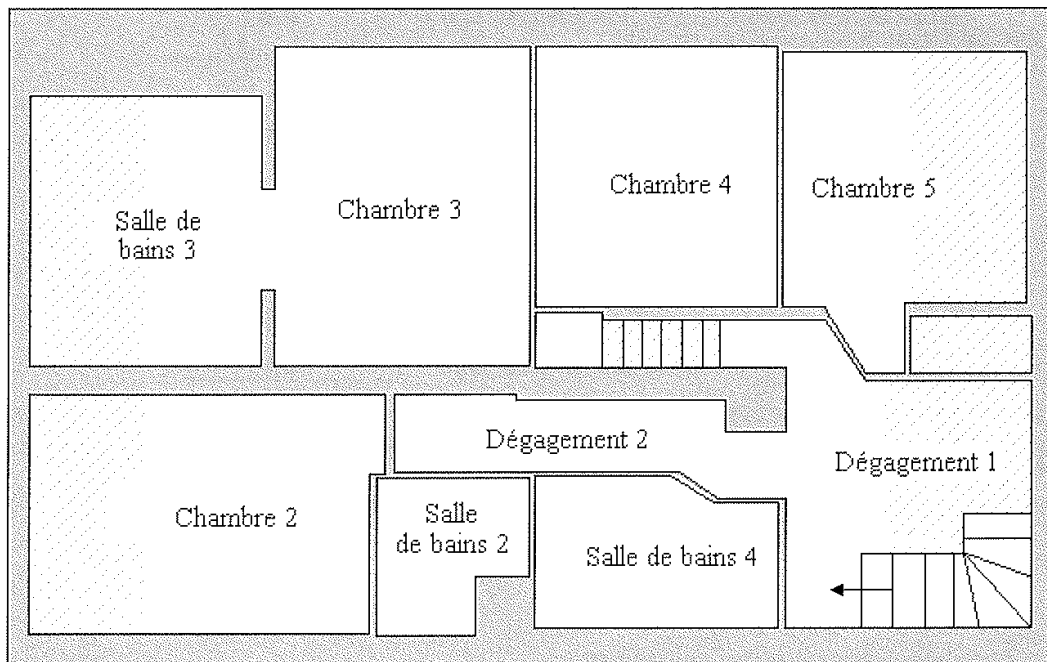 Salle de
bains 3
Chambre 3
Chambre 4
Chambre 5
Dégagement 2
Dégagement 1
Chambre 2
Salle
de bains 2
Salle de bains 4